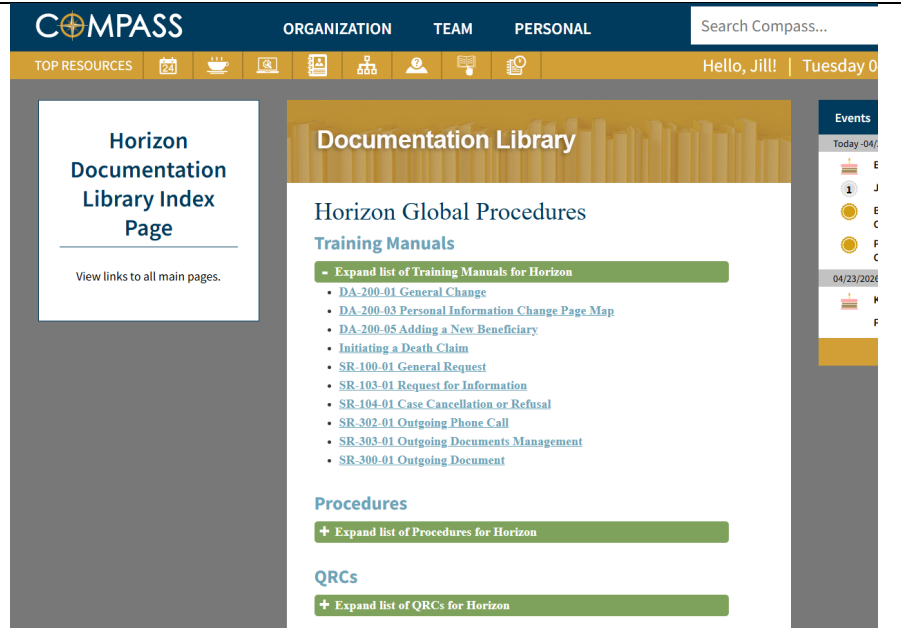 COMPASS
ORGANIZATION TEAM PERSONAL
Search Compass...
TOP RESOURCES
24
Hello, Jill! | Tuesday 0
Horizon
Documentation
Library Index
Page
View links to all main pages.
Documentation Library
Horizon Global Procedures
Training Manuals
- Expand list of Training Manuals for Horizon
• DA-200-01 General Change
• DA-200-03 Personal Information Change Page Map
• DA-200-05 Adding a New Beneficiary
• Initiating a Death Claim
• SR-100-01 General Request
• SR-103-01 Request for Information
• SR-104-01 Case Cancellation or Refusal
• SR-302-01 Outgoing Phone Call
• SR-303-01 Outgoing Documents Management
• SR-300-01 Outgoing Document
Procedures
+ Expand list of Procedures for Horizon
QRCs
+ Expand list of QRCs for Horizon
Events
Today -04/
1
04/23/2026